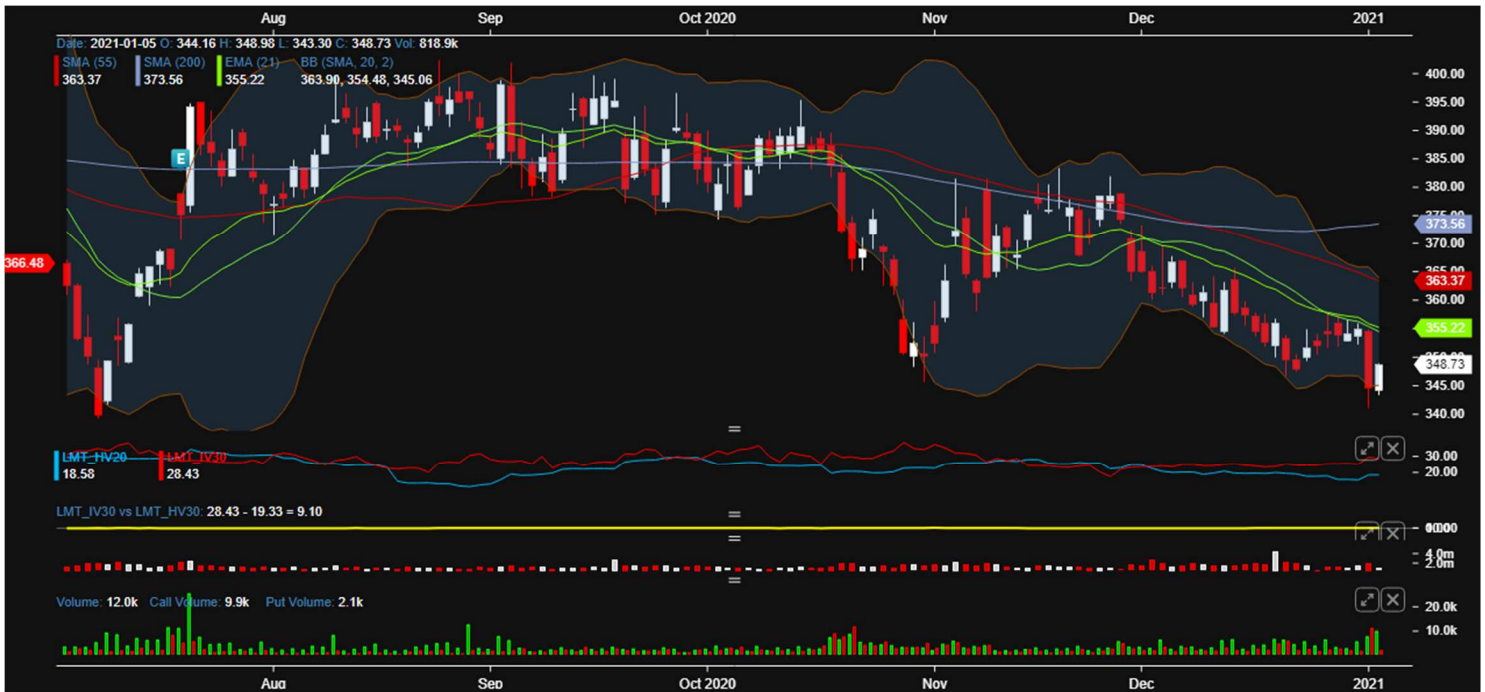 Aug Sep Oct 2020 Nov Dec 2021
Date: 2021-01-05 O: 344.16 H: 348.98 L: 343.30 C: 348.73 Vol: 818.9k
SMA (55) SMA (200) EMA (21) BB (SMA, 20, 2)
363.37 373.56 355.22 363.90, 354.48, 345.06
400.00
395.00
390.00
E
385.00
380.00
375.00
373.56
370.00
366.48
365.00
363.37
360.00
355.22
350.00
348.73
345.00
340.00
LMT_HV20 LMT_IV30
18.58 28.43
30.00
20.00
LMT_IV30 vs LMT_HV30: 28.43 - 19.33 = 9.10
4.0m
2.0m
Volume: 12.0k Call Volume: 9.9k Put Volume: 2.1k
20.0k
10.0k
Aug Sep Oct 2020 Nov Dec 2021